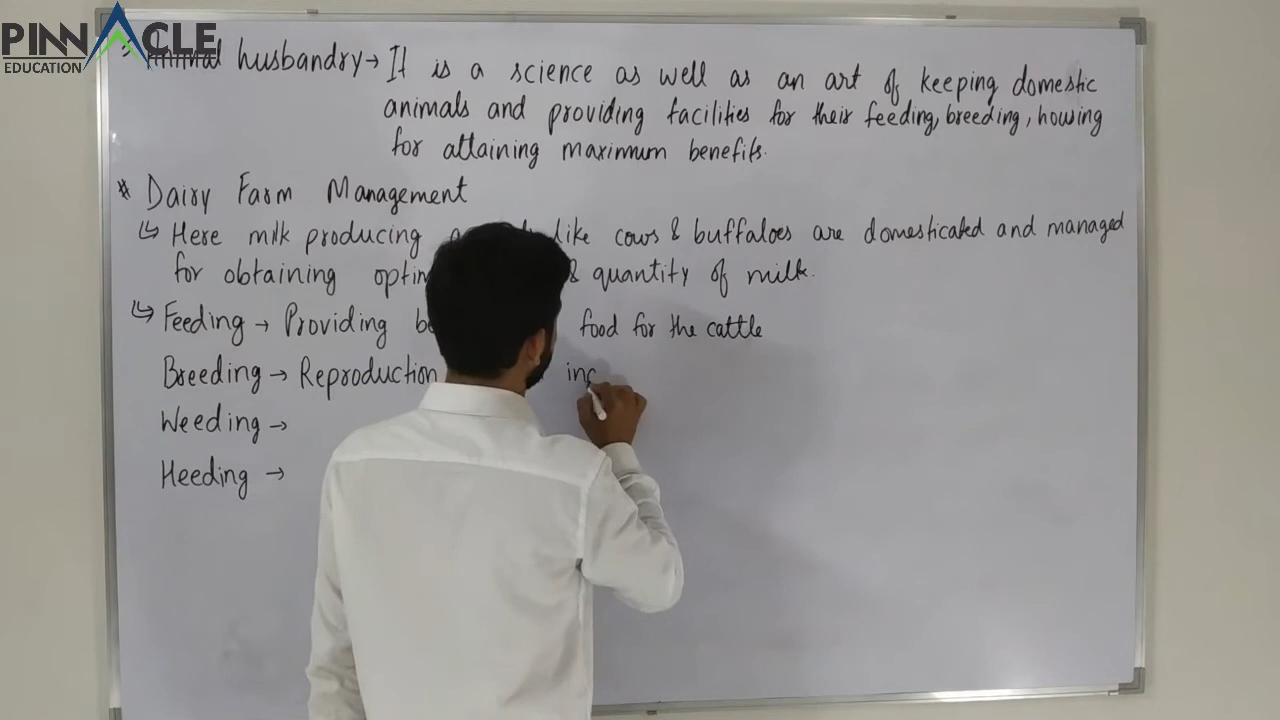 PINNACLE
EDUCATION
Animal husbandry → It is a science as well as an art of keeping domestic
animals and providing facilities for their feeding, breeding, housing
for attaining maximum benefits.
* Dairy Farm Management
↳ Here milk producing like cows & buffaloes are domesticated and managed
for obtaining & quantity of milk.
↳ Feeding → Providing food for the cattle
Breeding → Reproduction inc
Weeding →
Heeding →